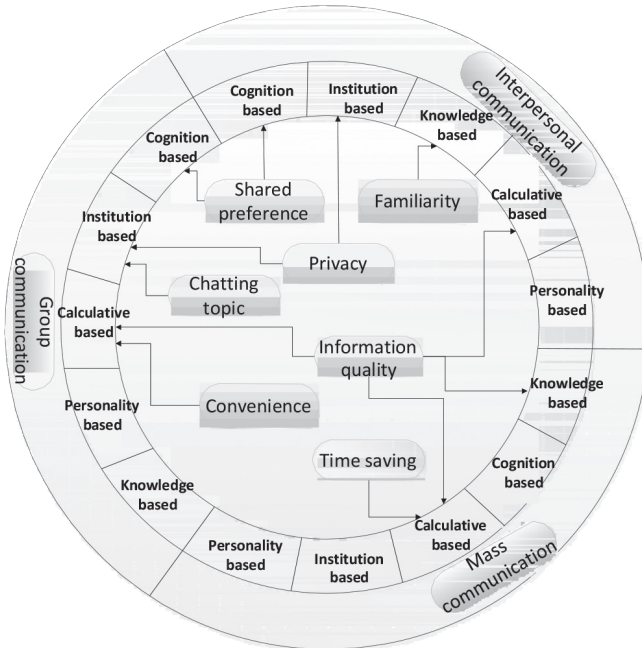 Interpersonal
communication
Cognition
based
Institution
based
Knowledge
based
Cognition
based
Calculative
based
Shared
preference
Familiarity
Institution
based
Privacy
Personality
based
Chatting
topic
Group
communication
Calculative
based
Information
quality
Knowledge
based
Convenience
Personality
based
Time saving
Cognition
based
Knowledge
based
Calculative
based
Personality
based
Institution
based
Mass
communication